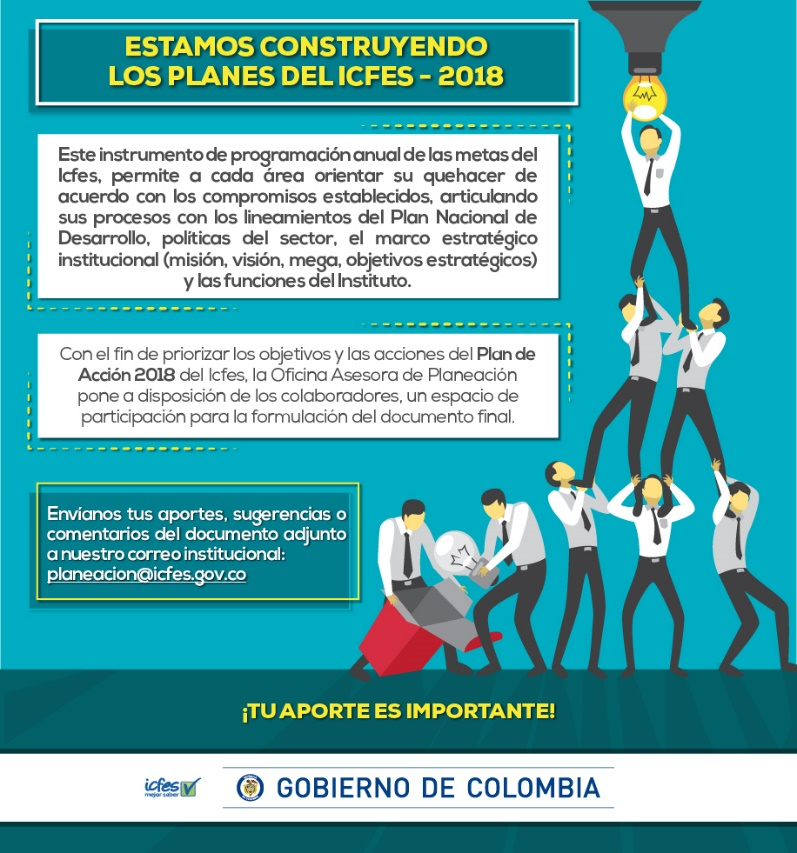 ESTAMOS CONSTRUYENDO
LOS PLANES DEL ICFES - 2018
Este instrumento de programación anual de las metas del
Icfes, permite a cada área orientar su quehacer de
acuerdo con los compromisos establecidos, articulando
sus procesos con los lineamientos del Plan Nacional de
Desarrollo, políticas del sector, el marco estratégico
institucional (misión, visión, mega, objetivos estratégicos)
y las funciones del Instituto.
Con el fin de priorizar los objetivos y las acciones del Plan de
Acción 2018 del Icfes, la Oficina Asesora de Planeación
pone a disposición de los colaboradores, un espacio de
participación para la formulación del documento final.
Envíanos tus aportes, sugerencias o
comentarios del documento adjunto
a nuestro correo institucional:
planeacion@icfes.gov.co
¡TU APORTE ES IMPORTANTE!
icfes
mejor saber
GOBIERNO DE COLOMBIA